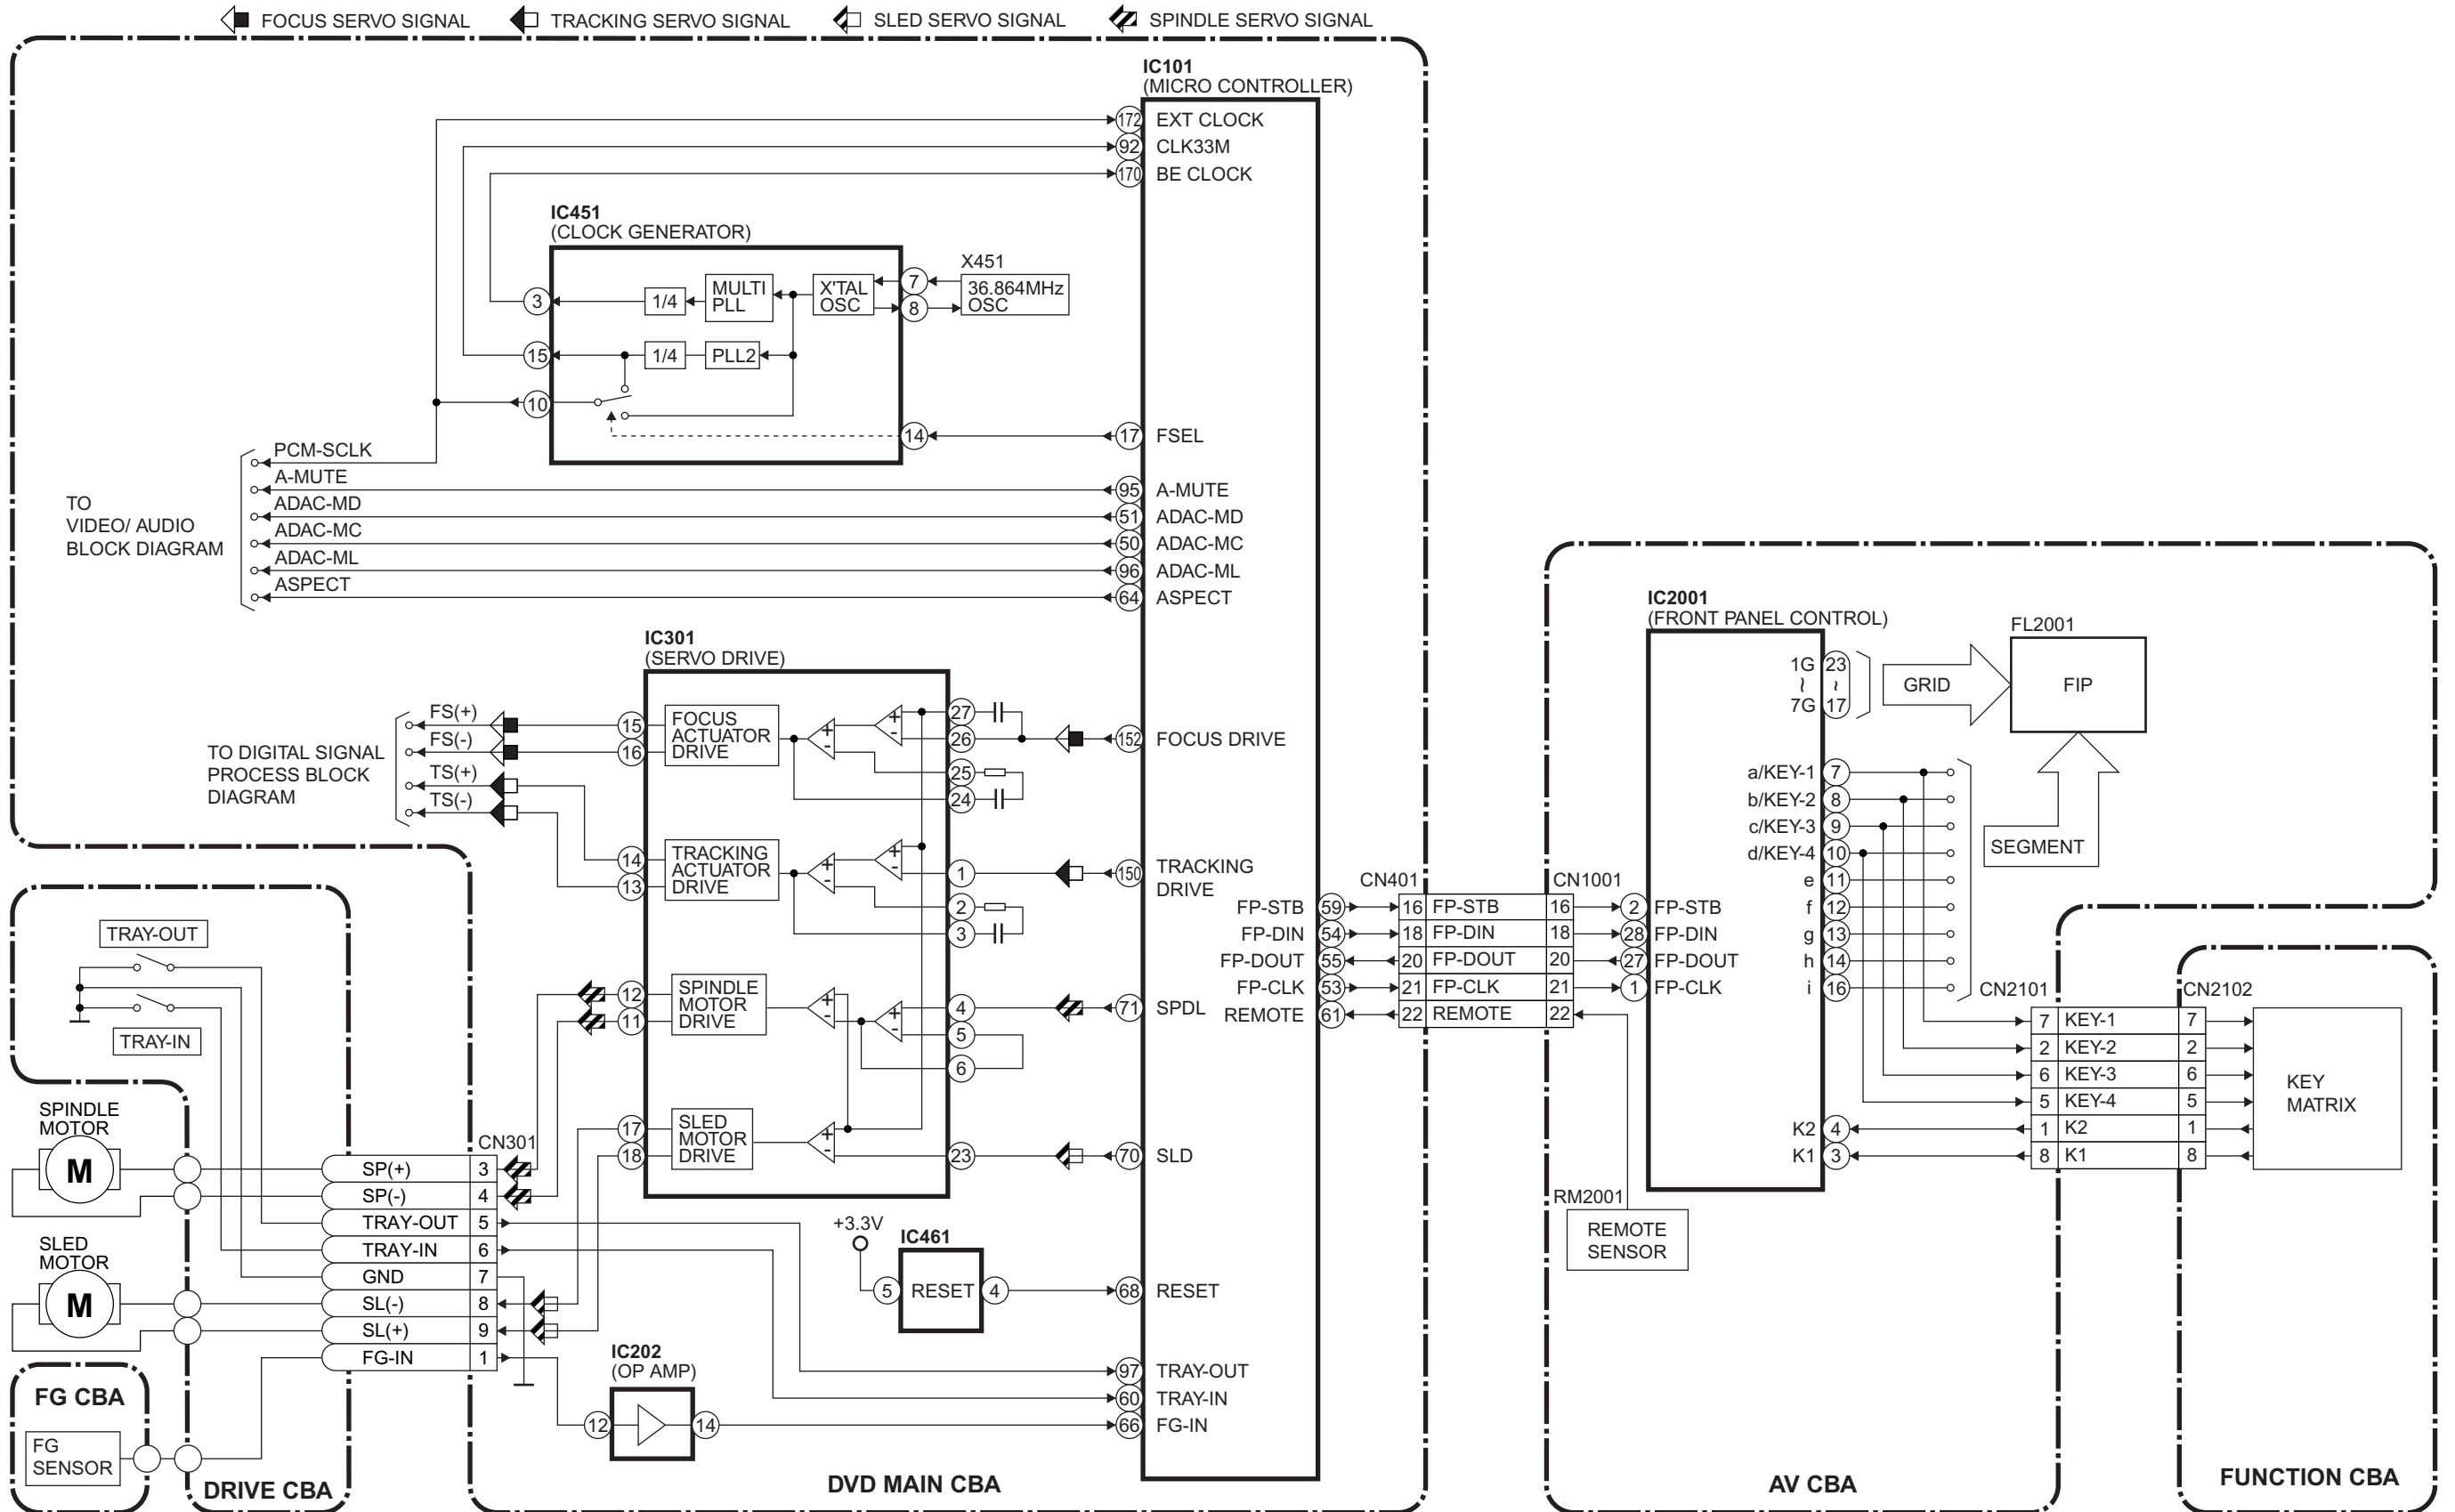 FOCUS SERVO SIGNAL
TRACKING SERVO SIGNAL
SLED SERVO SIGNAL
SPINDLE SERVO SIGNAL
IC101
(MICRO CONTROLLER)
172 EXT CLOCK
92 CLK33M
170 BE CLOCK
IC451
(CLOCK GENERATOR)
X451
3
1/4
MULTI
PLL
X'TAL
OSC
7
8
36.864MHz
OSC
15
1/4
PLL2
10
14
17 FSEL
TO
VIDEO/ AUDIO
BLOCK DIAGRAM
PCM-SCLK
A-MUTE
ADAC-MD
ADAC-MC
ADAC-ML
ASPECT
95 A-MUTE
51 ADAC-MD
50 ADAC-MC
96 ADAC-ML
64 ASPECT
IC301
(SERVO DRIVE)
TO DIGITAL SIGNAL
PROCESS BLOCK
DIAGRAM
FS(+)
FS(-)
TS(+)
TS(-)
15
16
FOCUS
ACTUATOR
DRIVE
+
-
+
-
27
26
25
24
152 FOCUS DRIVE
14
13
TRACKING
ACTUATOR
DRIVE
+
-
+
-
1
2
3
150 TRACKING
DRIVE
12
11
SPINDLE
MOTOR
DRIVE
+
-
+
-
4
5
6
71 SPDL
17
18
SLED
MOTOR
DRIVE
+
-
23
70 SLD
FP-STB 59
FP-DIN 54
FP-DOUT 55
FP-CLK 53
REMOTE 61
CN401
CN1001
16 FP-STB 16
18 FP-DIN 18
20 FP-DOUT 20
21 FP-CLK 21
22 REMOTE 22
2 FP-STB
28 FP-DIN
27 FP-DOUT
1 FP-CLK
IC2001
(FRONT PANEL CONTROL)
1G 23
~ ~
7G 17
GRID
FL2001
FIP
SEGMENT
a/KEY-1 7
b/KEY-2 8
c/KEY-3 9
d/KEY-4 10
e 11
f 12
g 13
h 14
i 16
K2 4
K1 3
CN2101
CN2102
7 KEY-1 7
2 KEY-2 2
6 KEY-3 6
5 KEY-4 5
1 K2 1
8 K1 8
KEY
MATRIX
RM2001
REMOTE
SENSOR
TRAY-OUT
TRAY-IN
SPINDLE
MOTOR
M
SLED
MOTOR
M
CN301
SP(+) 3
SP(-) 4
TRAY-OUT 5
TRAY-IN 6
GND 7
SL(-) 8
SL(+) 9
FG-IN 1
+3.3V
IC461
5 RESET 4
68 RESET
IC202
(OP AMP)
12
14
97 TRAY-OUT
60 TRAY-IN
66 FG-IN
FG CBA
FG
SENSOR
DRIVE CBA
DVD MAIN CBA
AV CBA
FUNCTION CBA